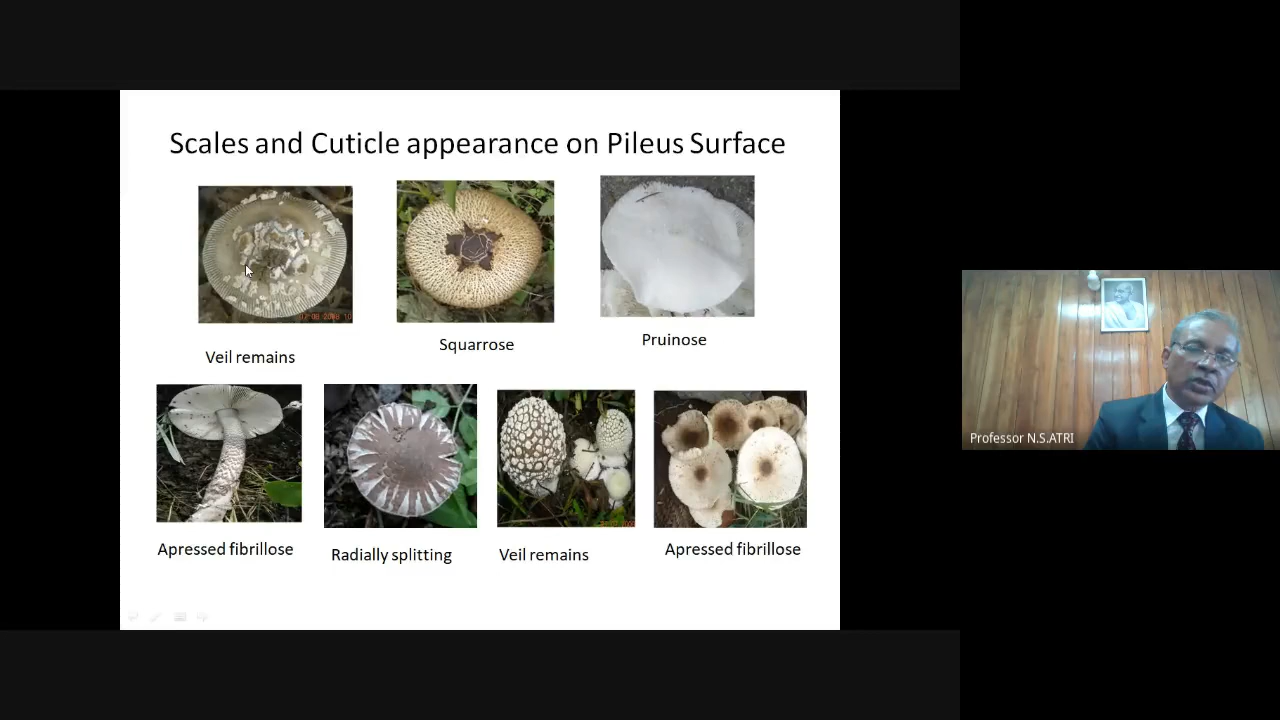 Scales and Cuticle appearance on Pileus Surface
Veil remains
Squarrose
Pruinose
Apressed fibrillose
Radially splitting
Veil remains
Apressed fibrillose
Professor N.S.ATRI